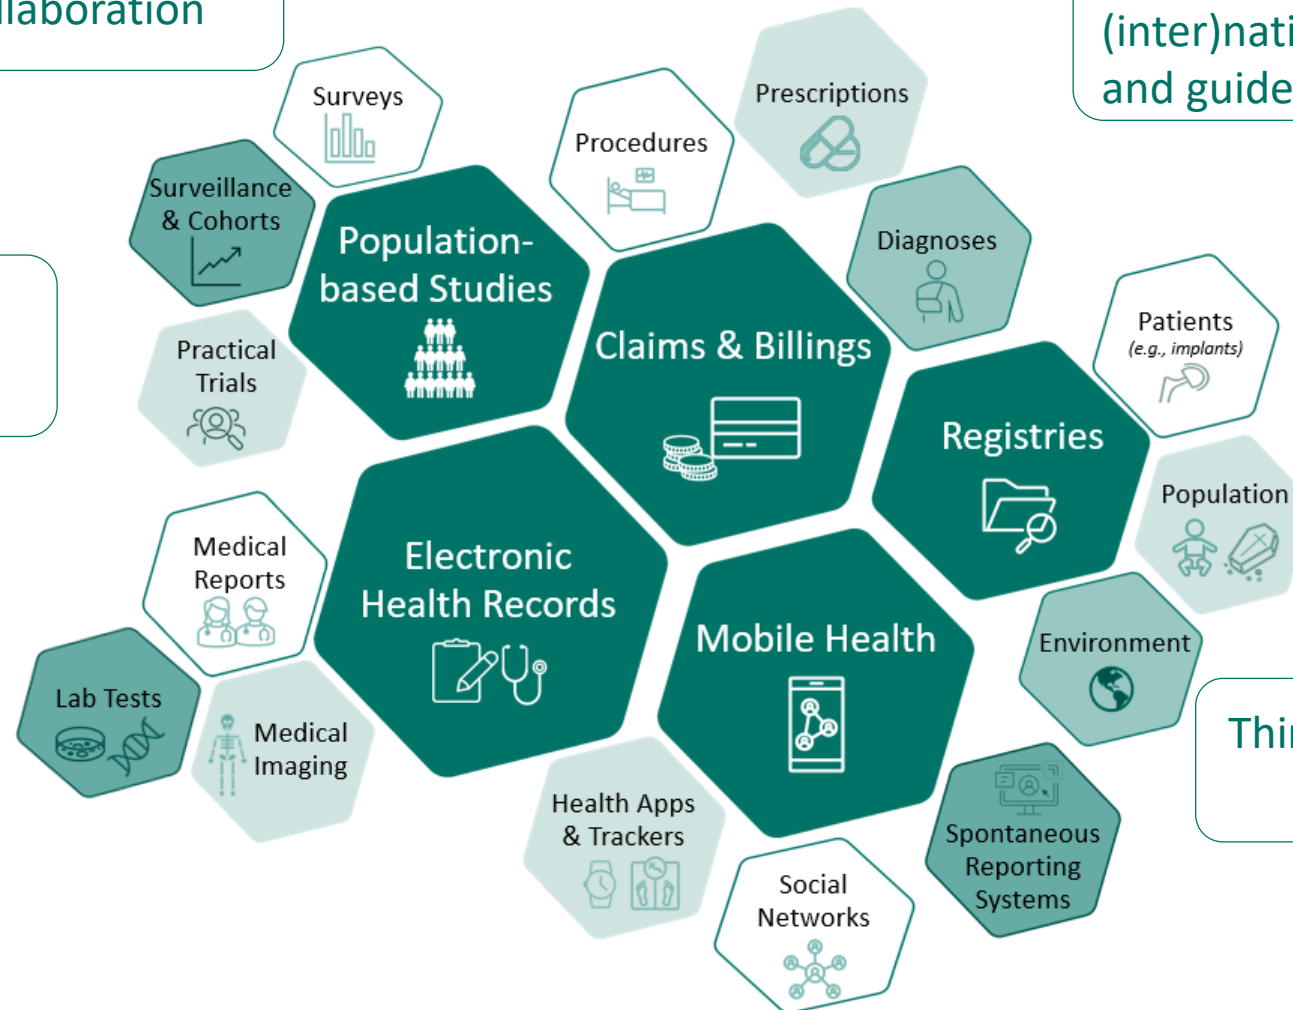 (inter)nati
and guide
Surveys
Prescriptions
Procedures
Surveillance
& Cohorts
Population-
based Studies
Diagnoses
Claims & Billings
Patients
(e.g., implants)
Practical
Trials
Registries
Population
Medical
Reports
Electronic
Health Records
Mobile Health
Environment
Lab Tests
Medical
Imaging
Health Apps
& Trackers
Spontaneous
Reporting
Systems
Social
Networks